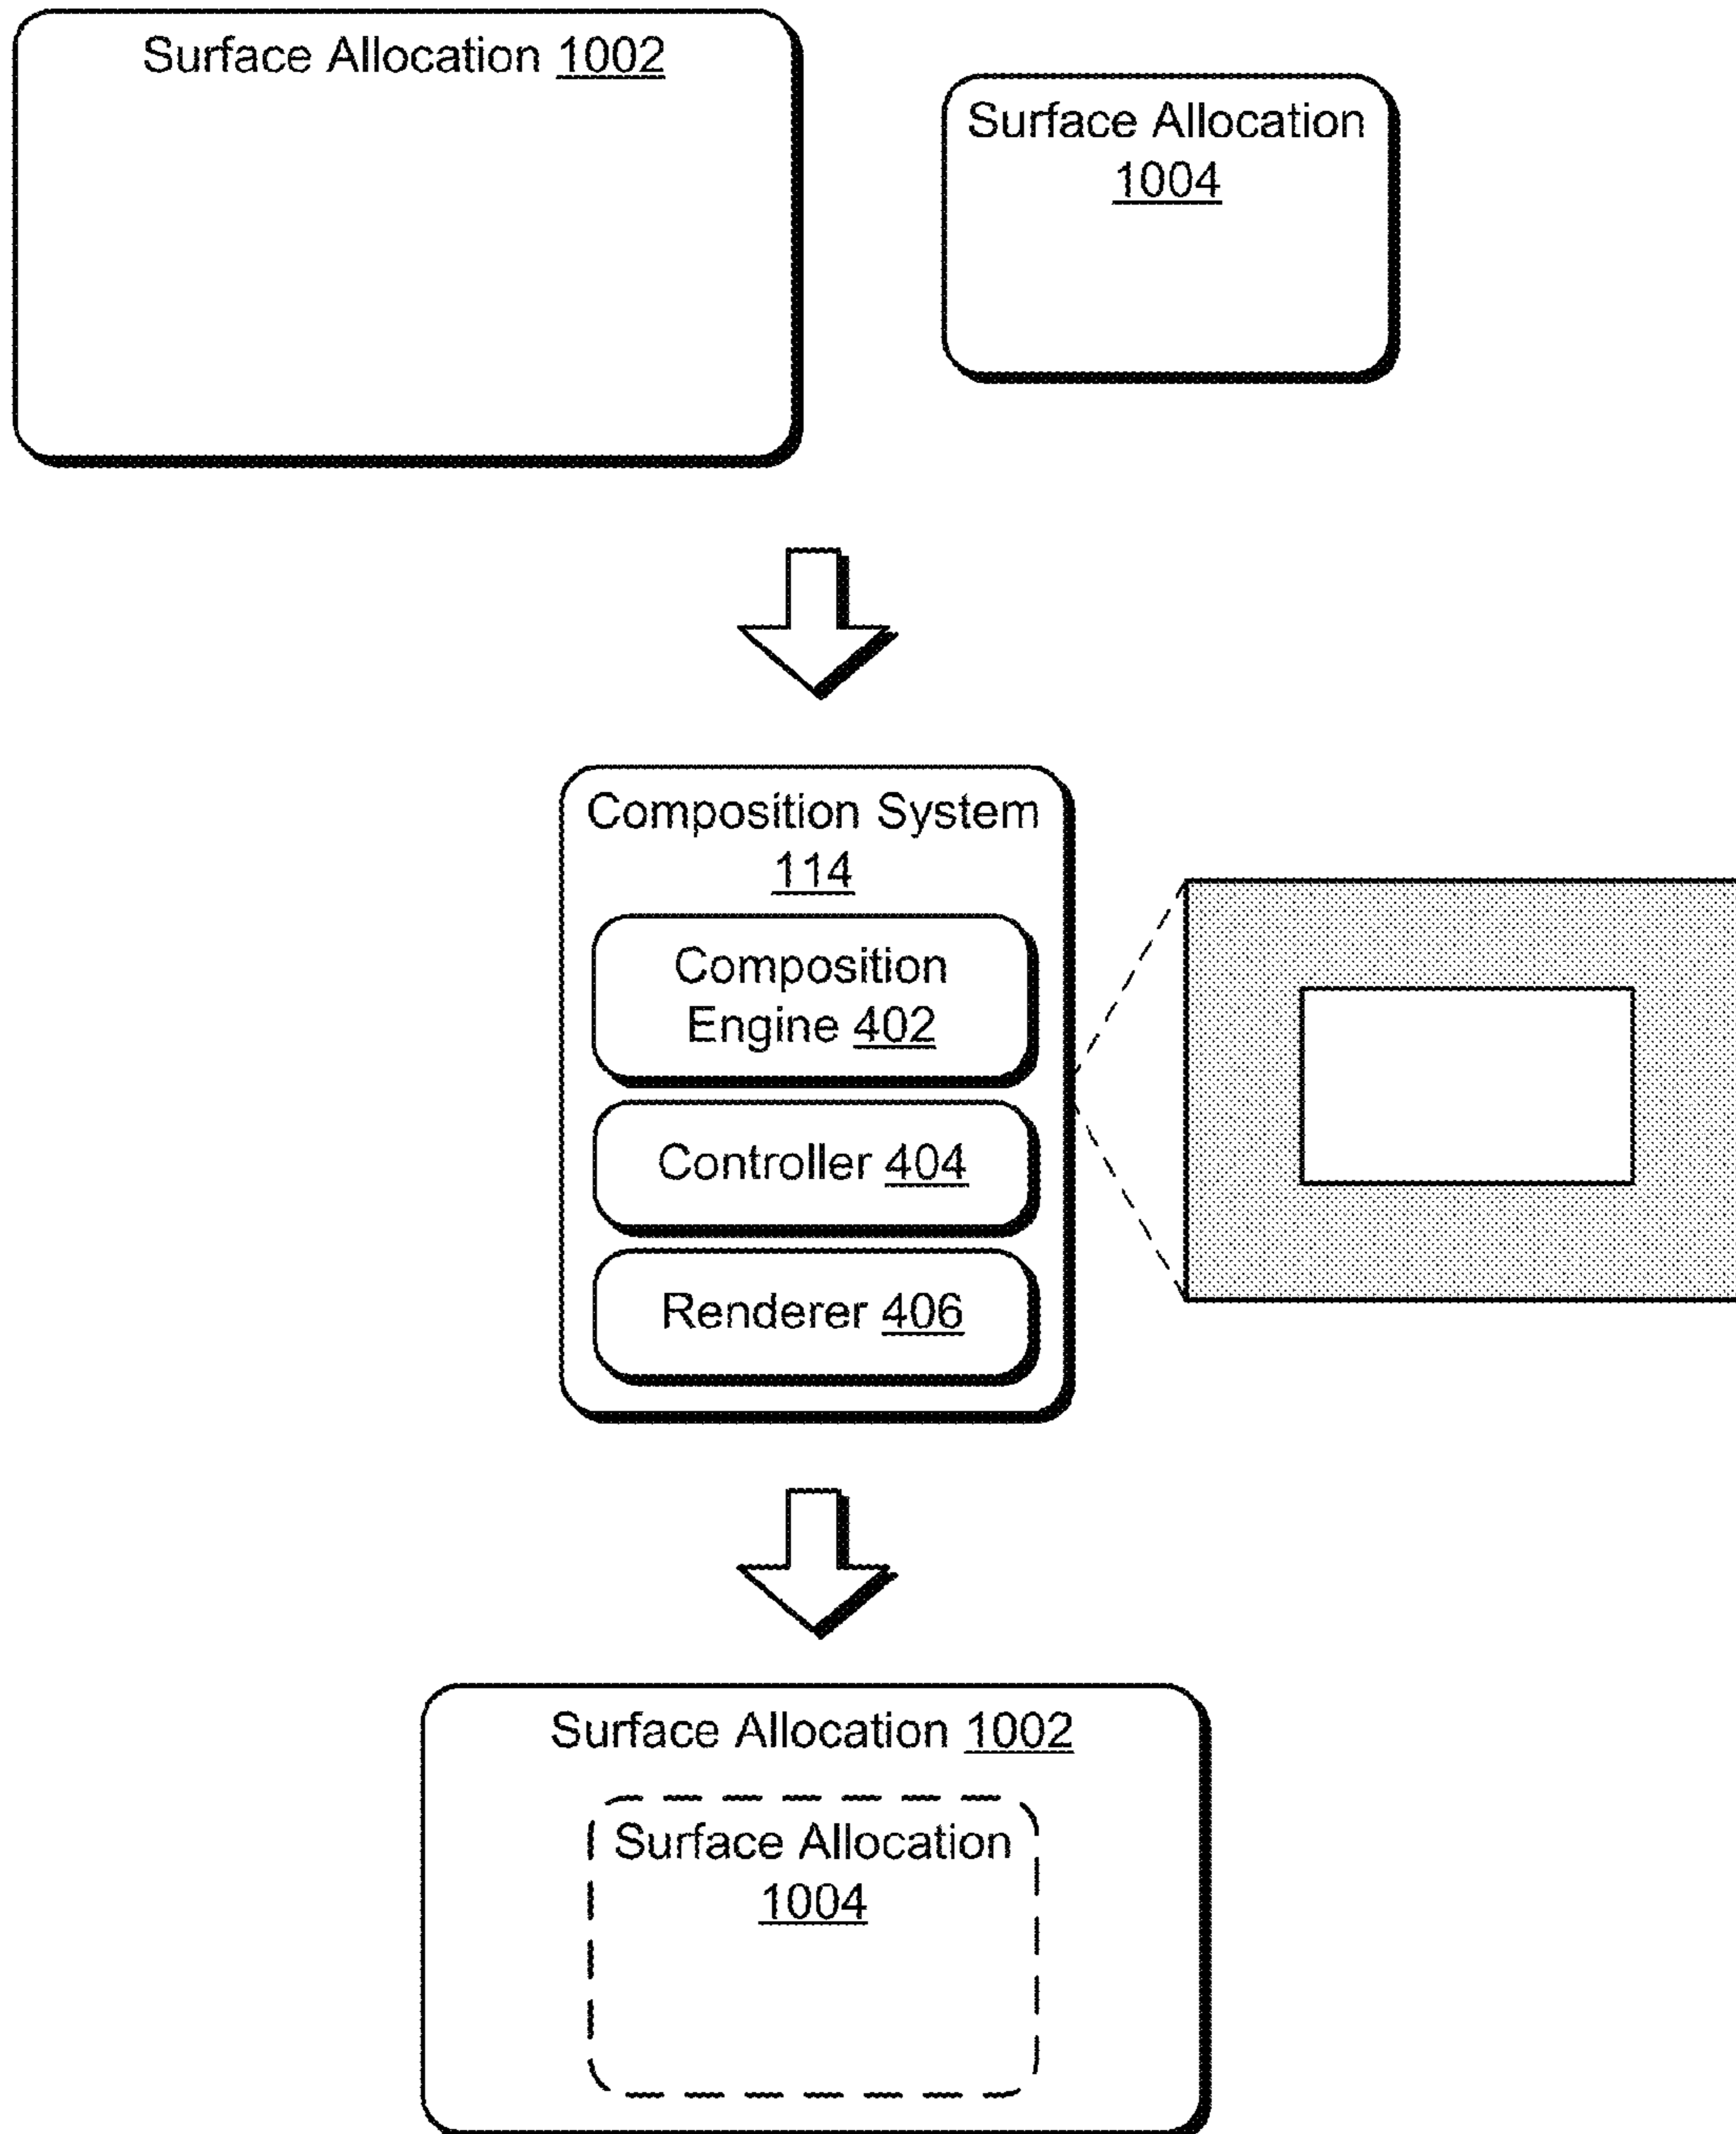 Surface Allocation 1002
Surface Allocation
1004
Composition System
114
Composition
Engine 402
Controller 404
Renderer 406
Surface Allocation 1002
Surface Allocation
1004